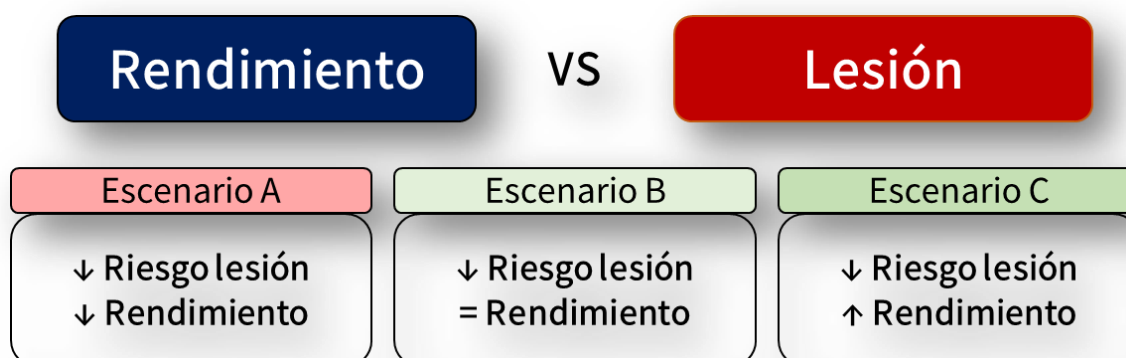 Rendimiento VS Lesión
Escenario A
↓ Riesgo lesión
↓ Rendimiento
Escenario B
↓ Riesgo lesión
= Rendimiento
Escenario C
↓ Riesgo lesión
↑ Rendimiento